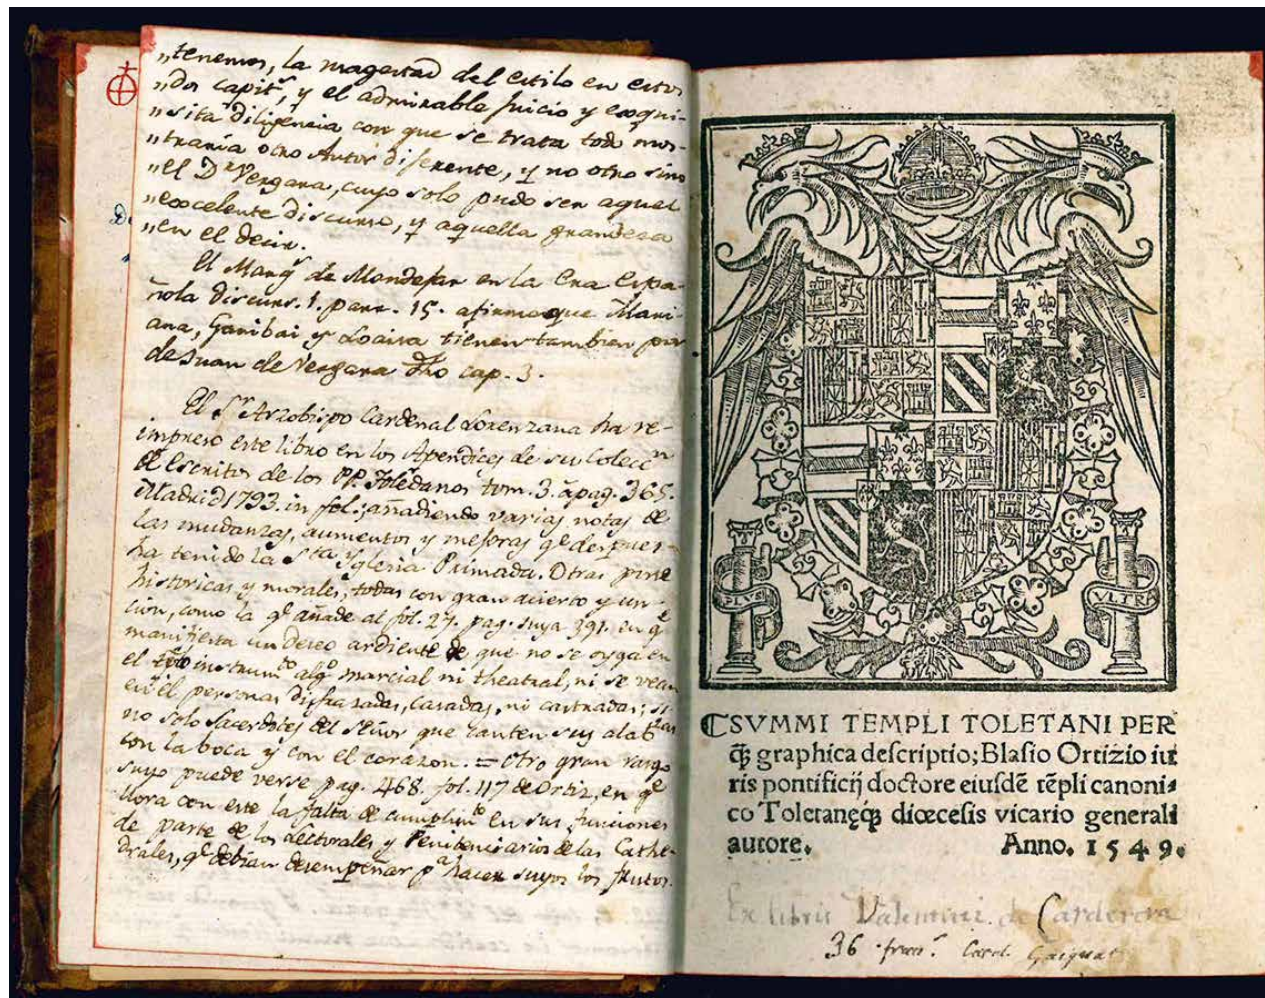 „tenemos, la magestad del estilo en estos
„dos capit.s, y el admirable Juicio y exqui-
„sita diligencia con que se trata todo mos-
„traria otro Autor diferente, y no otro sino
„el D.r Vergara, cuyo solo pudo ser aquel
„excelente discurso, y aquella grandeza
„en el decir.
El Marq.s de Mondejar en la Era Espa-
ñola discurs. 1. parr. 15. afirma que Mari-
ana, Garibai y Loaisa tienen tambien por
de Juan de Vergara dho cap. 3.
El S.r Arzobispo Cardenal Lorenzana ha re-
impreso este libro en los Apendices de su Colecc.n
de Escritos de los PP. Toledanos tom. 3. à pag. 365.
Madrid 1793. in fol.; añadiendo varias notas de
las mudanzas, aumentos y mejoras q.e despues
ha tenido la S.ta Yglesia Primada. Otras pone
historicas y morales, todas con gran acierto y un-
cion, como la q.e añade al fol. 27. pag. suya 391. en q.e
manifiesta un deseo ardiente de que no se oyga en
el instrum.to alg.o marcial ni theatral, ni se vean
en èl personas disfrazadas, casadas, ni castradas; si-
no solo sacerdotes del Señor que canten sus alab.zas
con la boca y con el corazon. = Otro gran rasgo
suyo puede verse pag. 468. fol. 117 de Ortiz, en q.e
llora con este la falta de cumplim.to en sus funciones
de parte de los Lectorales y Penitenciarios de las Cathe-
drales, q.e debian desempeñar p.a hacer suyos los frutos.
PLVS
VLTR
SVMMI TEMPLI TOLETANI PER
q̃; graphica descriptio; Blasio Ortizio iu
ris pontificij doctore eiusdẽ tẽpli canoni⸗
co Toletanęq̃; diœcesis vicario generali
autore. Anno. 1549.
Ex libris Valentini de Carderera
36